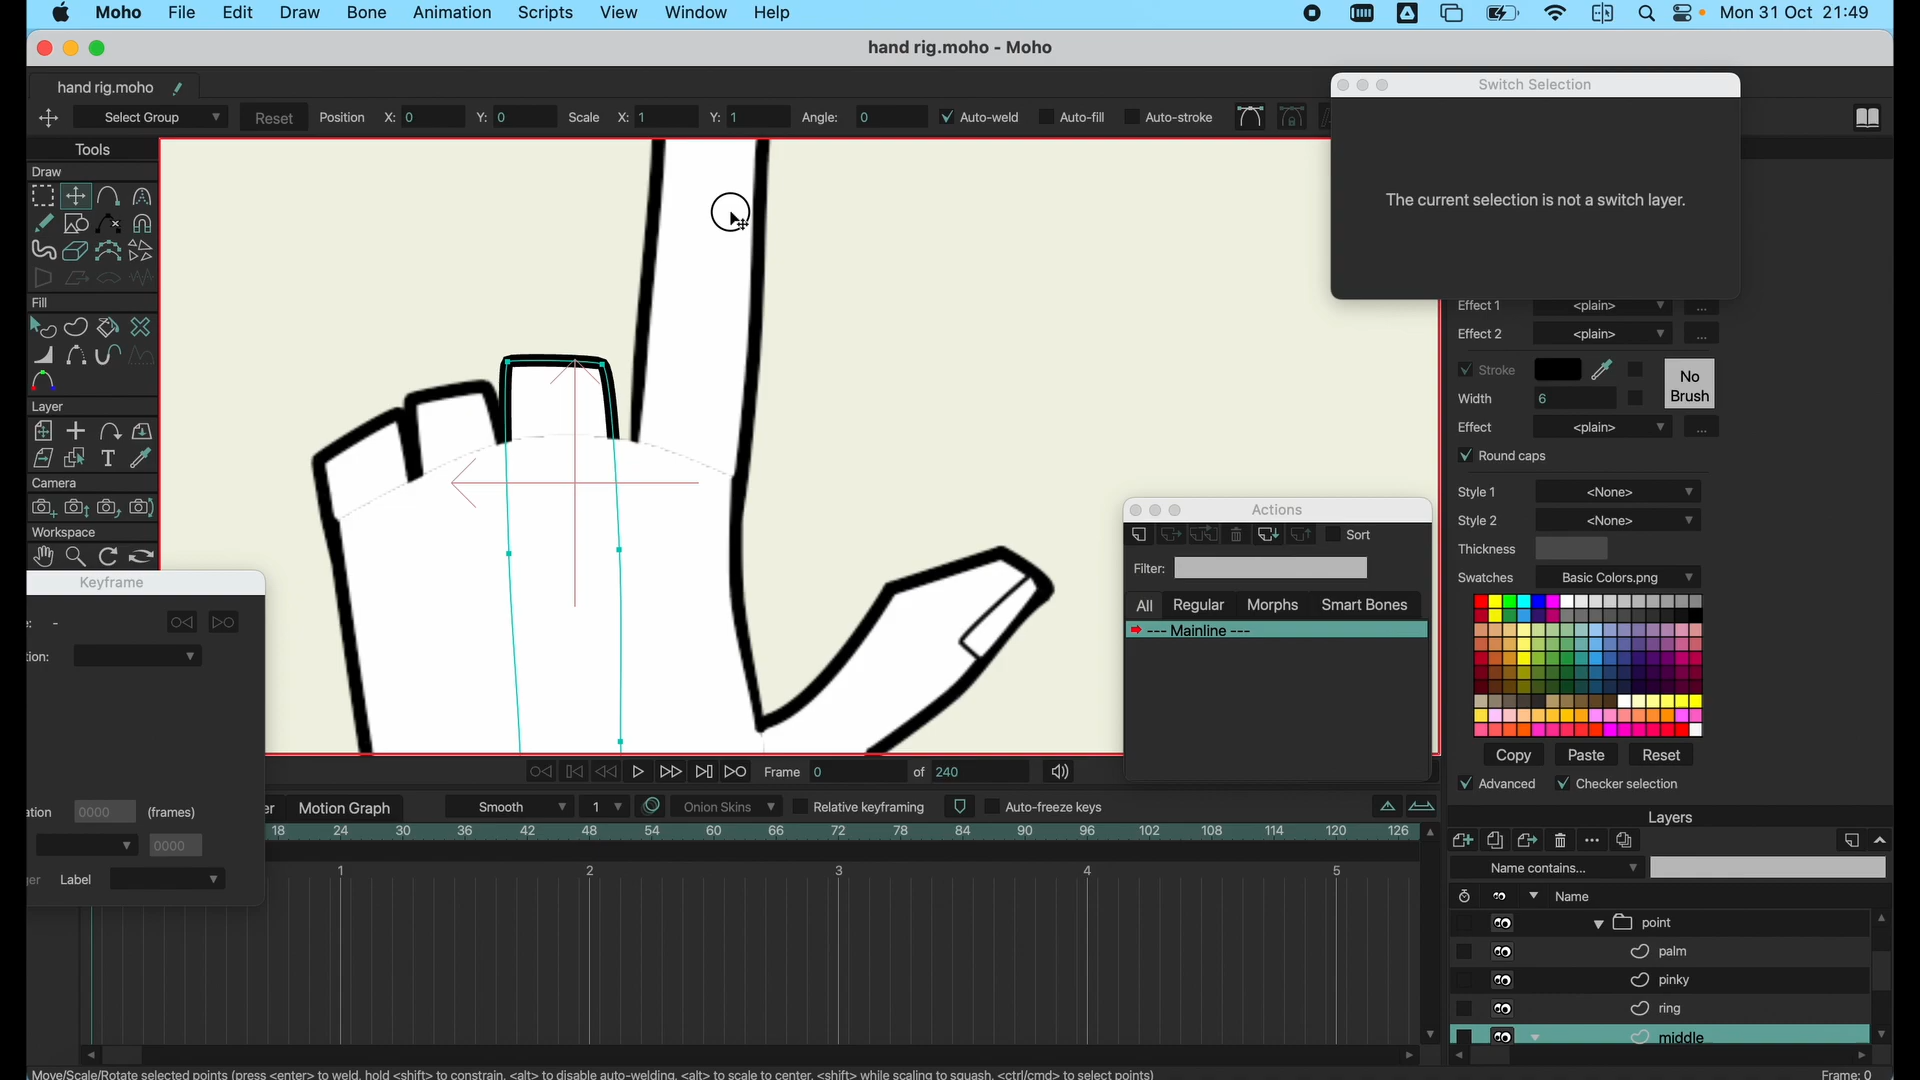 Moho File Edit Draw Bone Animation Scripts View Window Help Mon 31 Oct 21:49
hand rig.moho - Moho
hand rig.moho
Select Group Reset Position X: 0 Y: 0 Scale X: 1 Y: 1 Angle: 0 Auto-weld Auto-fill Auto-stroke
Tools
Draw
Fill
Layer
Camera
Workspace
Switch Selection
The current selection is not a switch layer.
Effect 1 <plain> ...
Effect 2 <plain> ...
Stroke
No Brush
Width 6
Effect <plain> ...
Round caps
Style 1 <None>
Style 2 <None>
Thickness
Swatches Basic Colors.png
Copy Paste Reset
Advanced Checker selection
Actions
Sort
Filter:
All Regular Morphs Smart Bones
--- Mainline ---
Keyframe
e: -
tion:
ation 0000 (frames)
0000
ger Label
Frame 0 of 240
er Motion Graph Smooth 1 Onion Skins Relative keyframing Auto-freeze keys
18 24 30 36 42 48 54 60 66 72 78 84 90 96 102 108 114 120 126
1 2 3 4 5
Layers
Name contains...
Name
point
palm
pinky
ring
middle
Move/Scale/Rotate selected points (press <enter> to weld, hold <shift> to constrain, <alt> to disable auto-welding, <alt> to scale to center, <shift> while scaling to squash, <ctrl/cmd> to select points)
Frame: 0